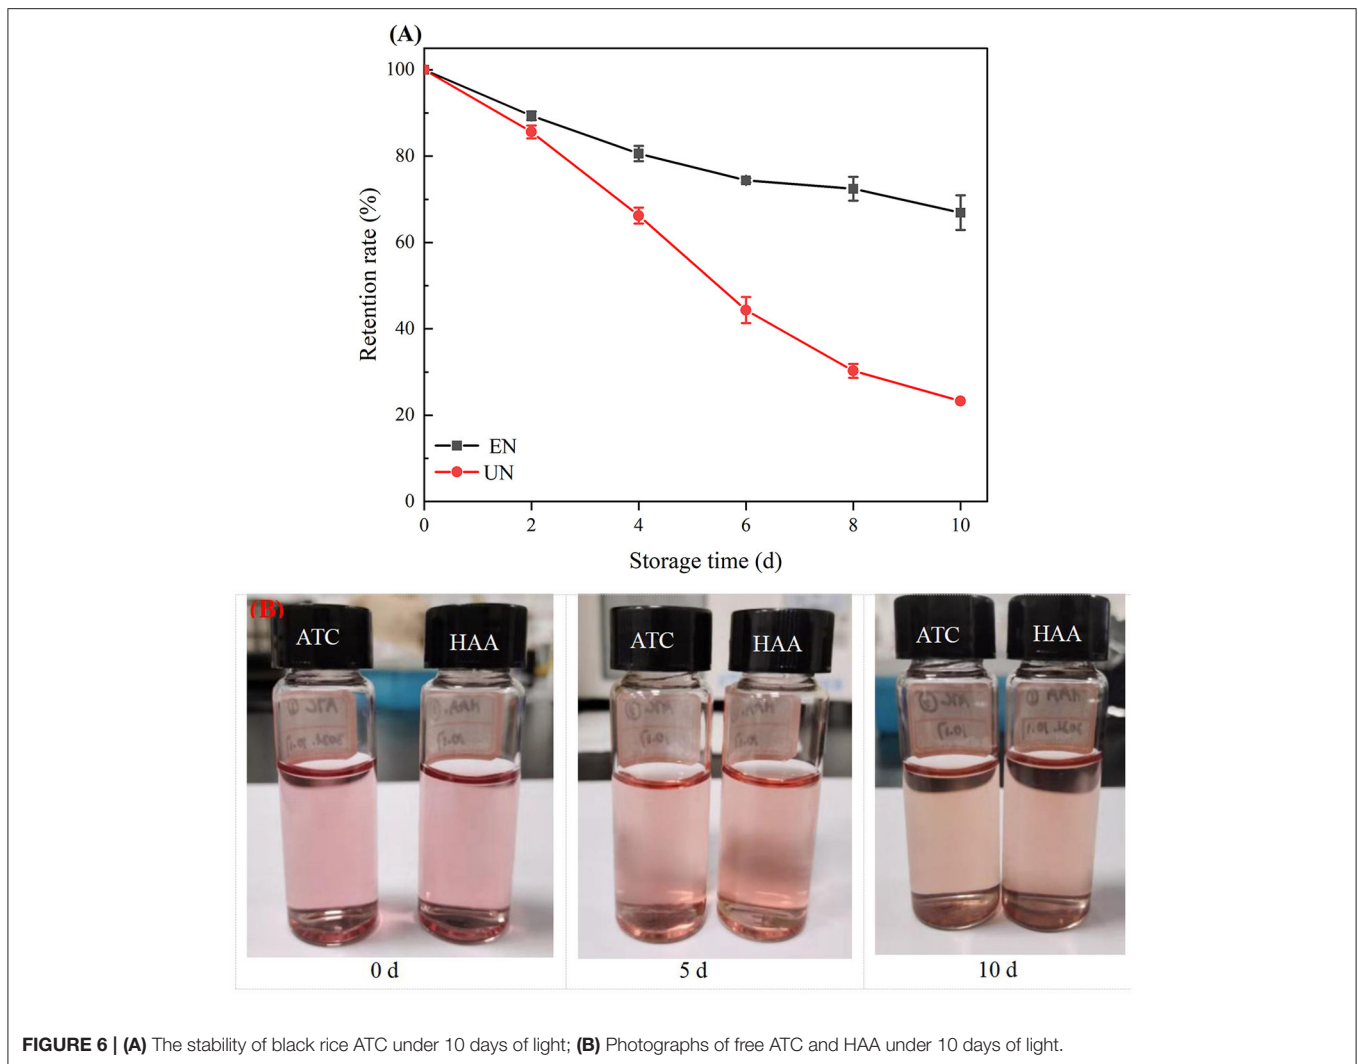 (A)
100
80
60
40
20
0
Retention rate (%)
EN
UN
0 2 4 6 8 10
Storage time (d)
(B)
ATC HAA ATC HAA ATC HAA
0 d 5 d 10 d
FIGURE 6 | (A) The stability of black rice ATC under 10 days of light; (B) Photographs of free ATC and HAA under 10 days of light.